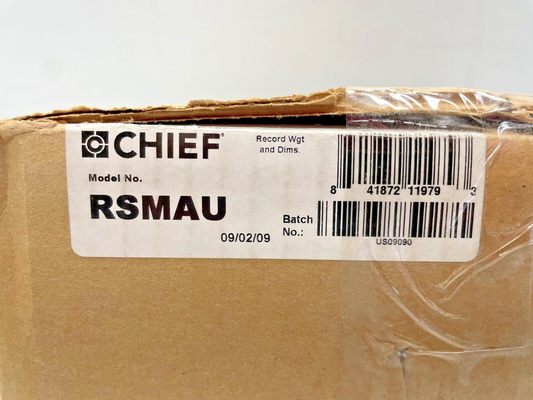 CHIEF
Record Wgt
and Dims.
8 41872 11979 3
Model No.
RSMAU
Batch
No.:
09/02/09
US09090